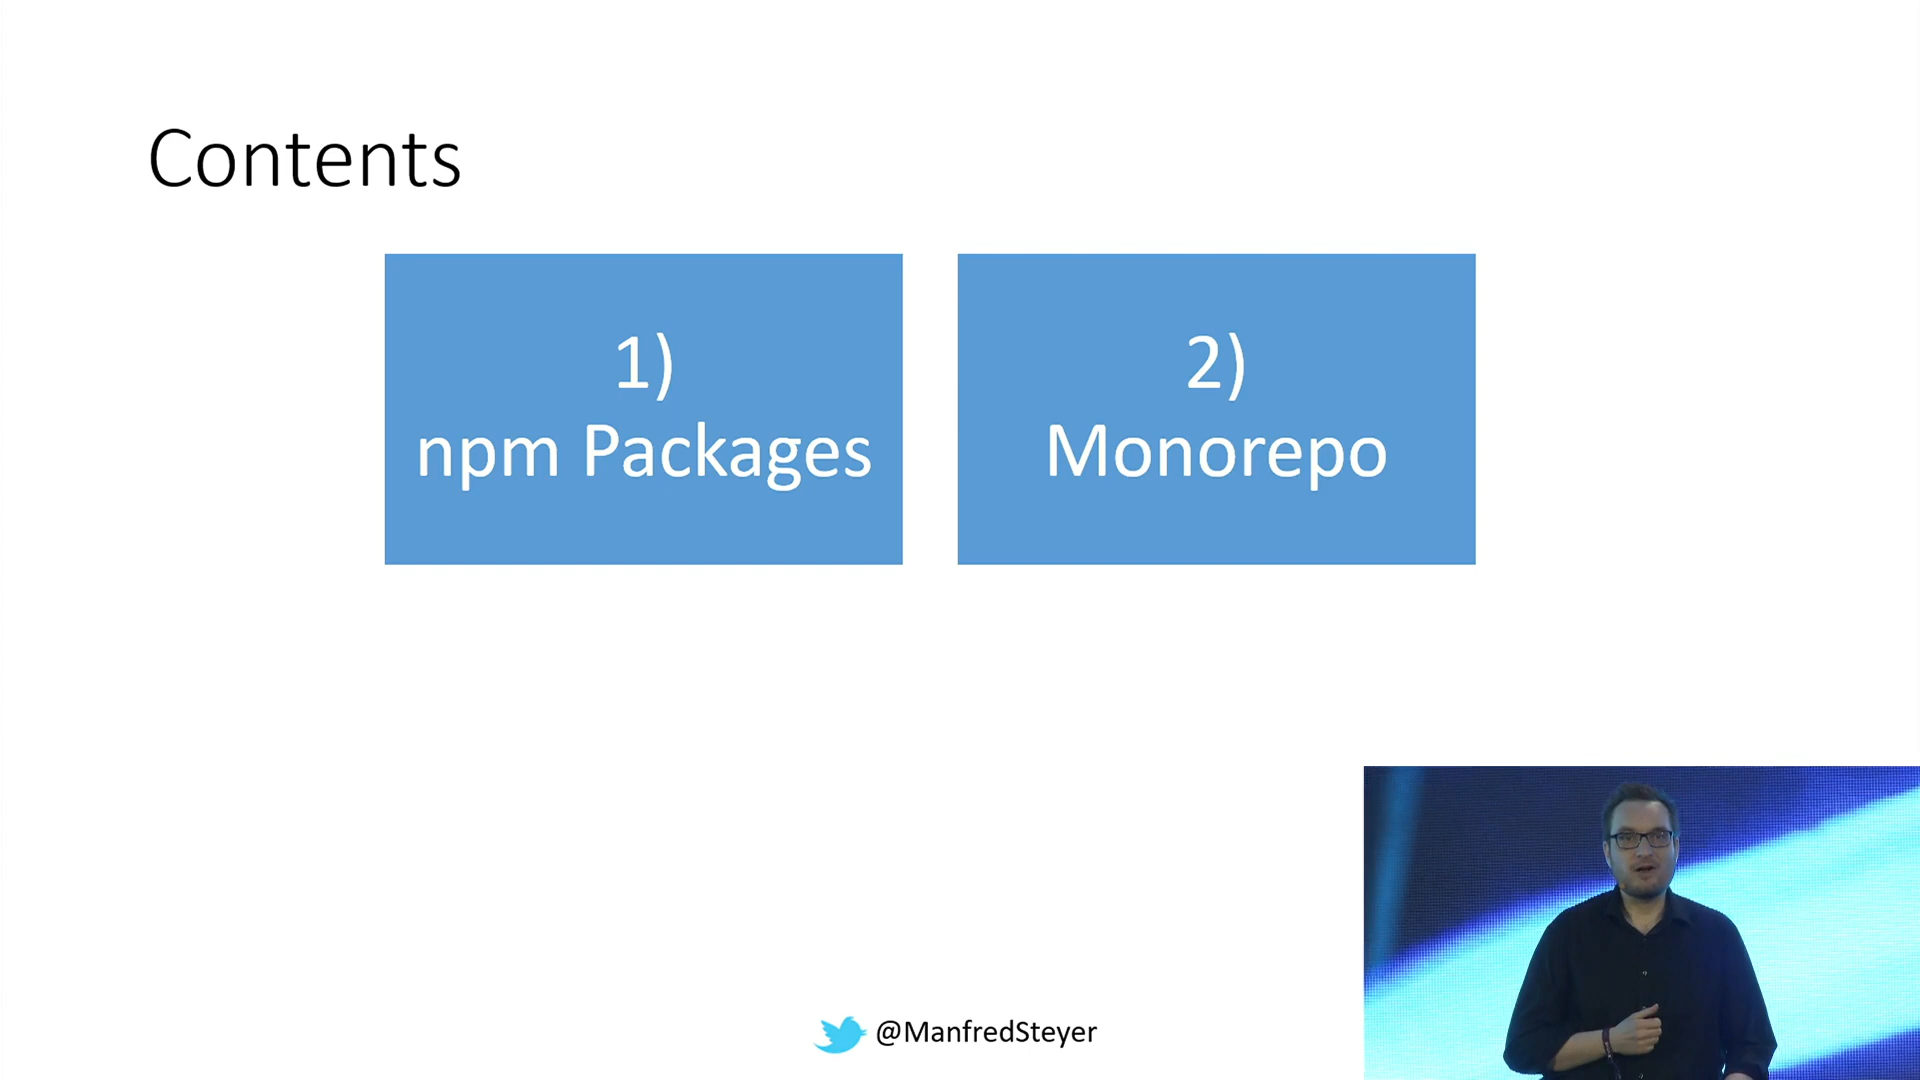 Contents
1)
npm Packages
2)
Monorepo
@ManfredSteyer